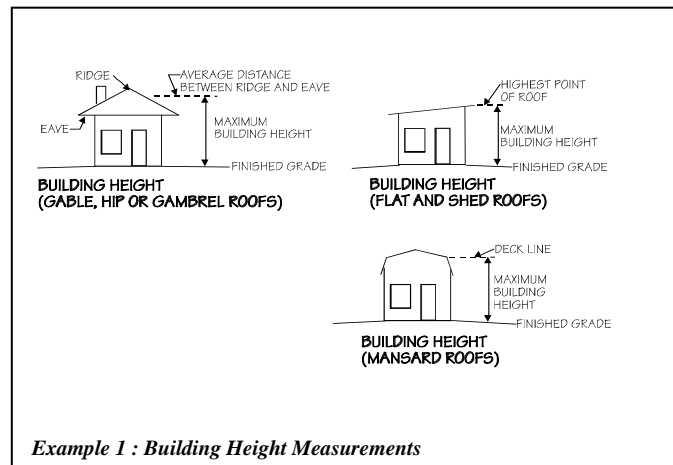 RIDGE
AVERAGE DISTANCE
BETWEEN RIDGE AND EAVE
EAVE
MAXIMUM
BUILDING HEIGHT
FINISHED GRADE
BUILDING HEIGHT
(GABLE, HIP OR GAMBREL ROOFS)
HIGHEST POINT
OF ROOF
MAXIMUM
BUILDING HEIGHT
FINISHED GRADE
BUILDING HEIGHT
(FLAT AND SHED ROOFS)
DECK LINE
MAXIMUM
BUILDING
HEIGHT
FINISHED GRADE
BUILDING HEIGHT
(MANSARD ROOFS)
Example 1 : Building Height Measurements